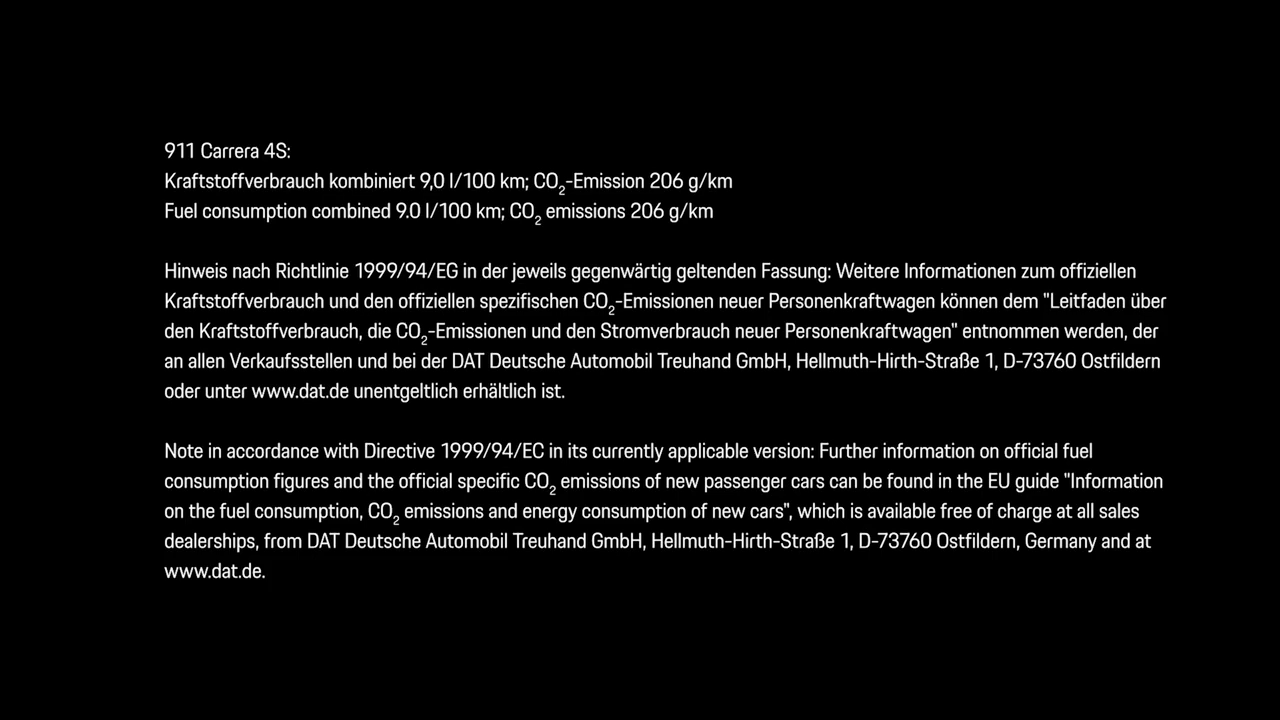 911 Carrera 4S:
Kraftstoffverbrauch kombiniert 9,0 l/100 km; CO₂-Emission 206 g/km
Fuel consumption combined 9.0 l/100 km; CO₂ emissions 206 g/km
Hinweis nach Richtlinie 1999/94/EG in der jeweils gegenwärtig geltenden Fassung: Weitere Informationen zum offiziellen
Kraftstoffverbrauch und den offiziellen spezifischen CO₂-Emissionen neuer Personenkraftwagen können dem "Leitfaden über
den Kraftstoffverbrauch, die CO₂-Emissionen und den Stromverbrauch neuer Personenkraftwagen" entnommen werden, der
an allen Verkaufsstellen und bei der DAT Deutsche Automobil Treuhand GmbH, Hellmuth-Hirth-Straße 1, D-73760 Ostfildern
oder unter www.dat.de unentgeltlich erhältlich ist.
Note in accordance with Directive 1999/94/EC in its currently applicable version: Further information on official fuel
consumption figures and the official specific CO₂ emissions of new passenger cars can be found in the EU guide "Information
on the fuel consumption, CO₂ emissions and energy consumption of new cars", which is available free of charge at all sales
dealerships, from DAT Deutsche Automobil Treuhand GmbH, Hellmuth-Hirth-Straße 1, D-73760 Ostfildern, Germany and at
www.dat.de.